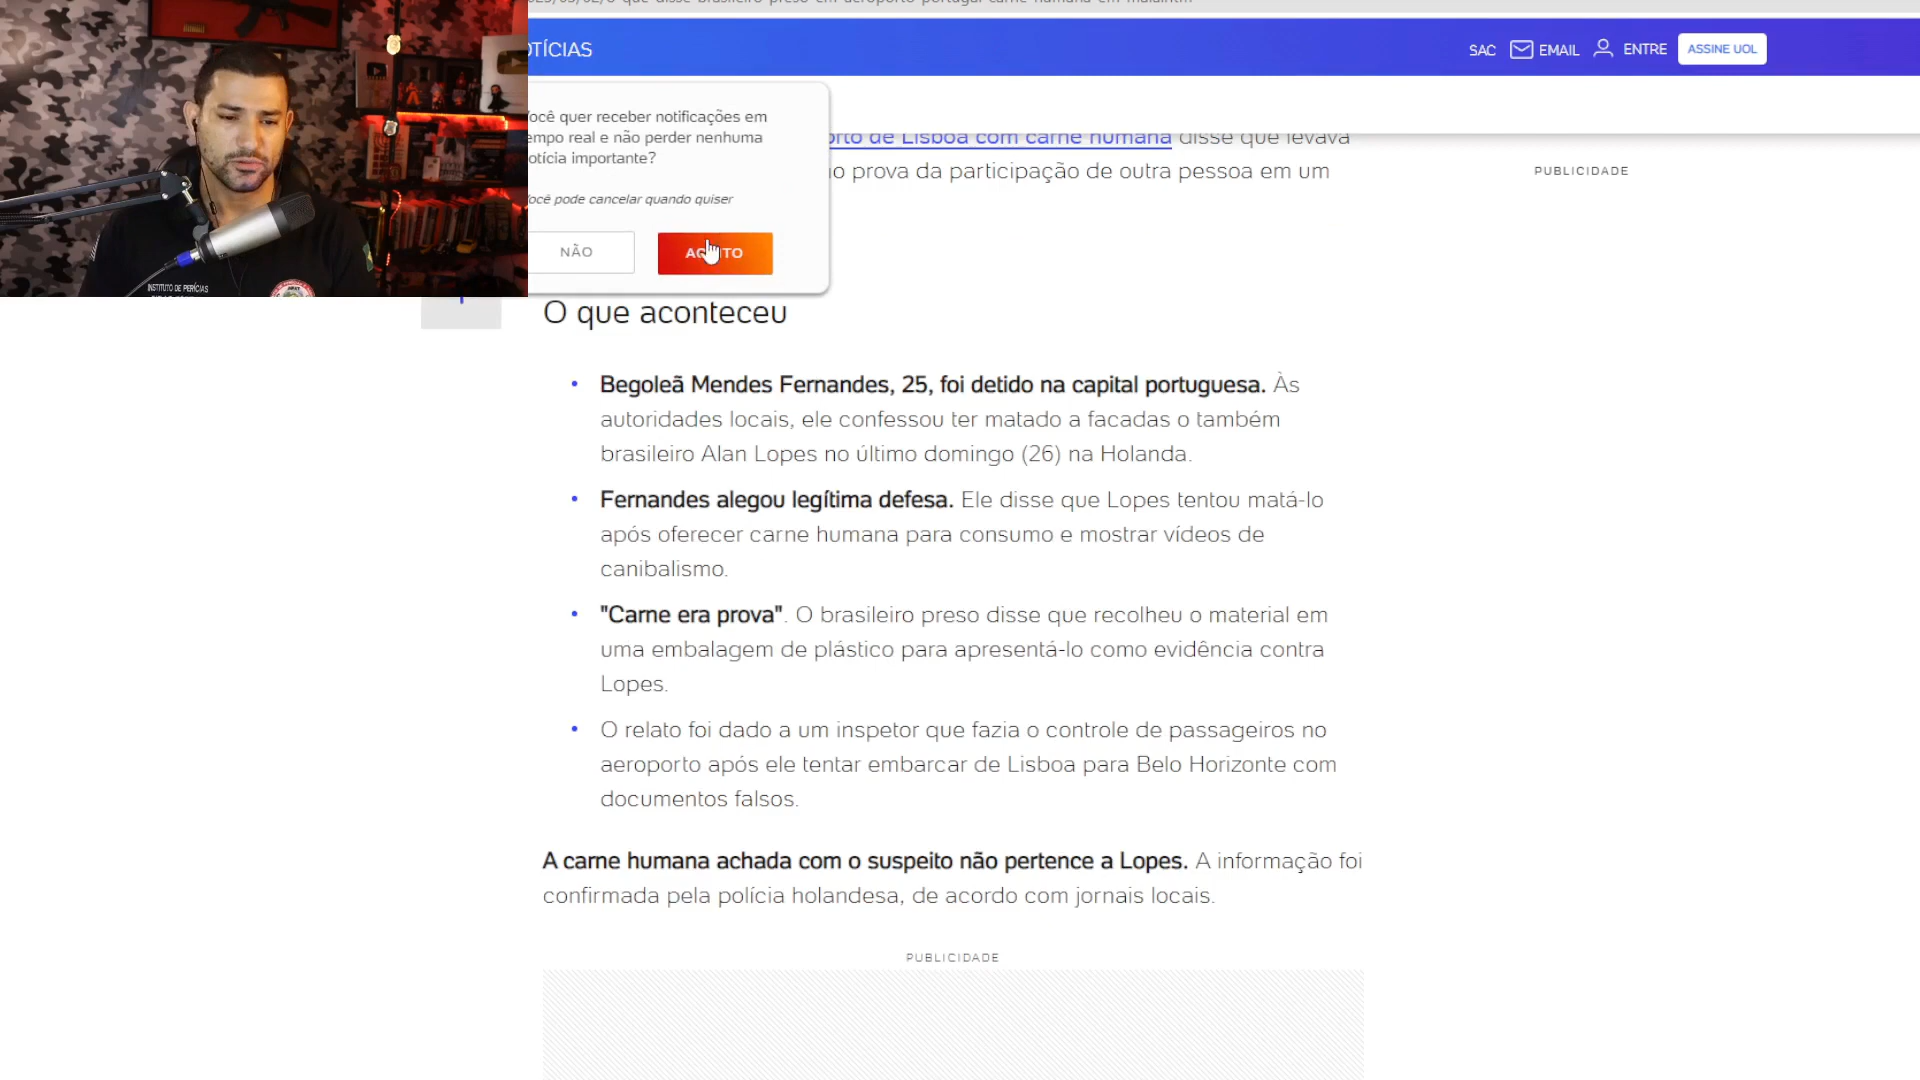 OTÍCIAS
SAC
EMAIL
ENTRE
ASSINE UOL
ocê quer receber notificações em
empo real e não perder nenhuma
otícia importante?
ocê pode cancelar quando quiser
NÃO
orto de Lisboa com carne humana disse que levava
o prova da participação de outra pessoa em um
PUBLICIDADE
INSTITUTO DE PERÍCIAS
O que aconteceu
• Begoleã Mendes Fernandes, 25, foi detido na capital portuguesa. Às
autoridades locais, ele confessou ter matado a facadas o também
brasileiro Alan Lopes no último domingo (26) na Holanda.
• Fernandes alegou legítima defesa. Ele disse que Lopes tentou matá-lo
após oferecer carne humana para consumo e mostrar vídeos de
canibalismo.
• "Carne era prova". O brasileiro preso disse que recolheu o material em
uma embalagem de plástico para apresentá-lo como evidência contra
Lopes.
• O relato foi dado a um inspetor que fazia o controle de passageiros no
aeroporto após ele tentar embarcar de Lisboa para Belo Horizonte com
documentos falsos.
A carne humana achada com o suspeito não pertence a Lopes. A informação foi
confirmada pela polícia holandesa, de acordo com jornais locais.
PUBLICIDADE